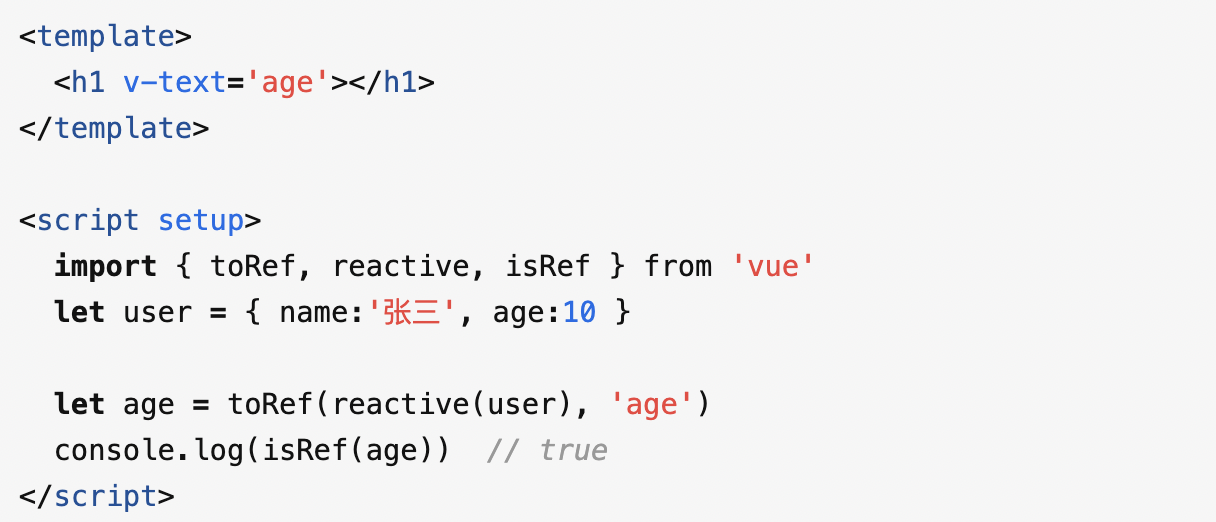 <template>
  <h1 v-text='age'></h1>
</template>

<script setup>
  import { toRef, reactive, isRef } from 'vue'
  let user = { name:'张三', age:10 }

  let age = toRef(reactive(user), 'age')
  console.log(isRef(age))  // true
</script>